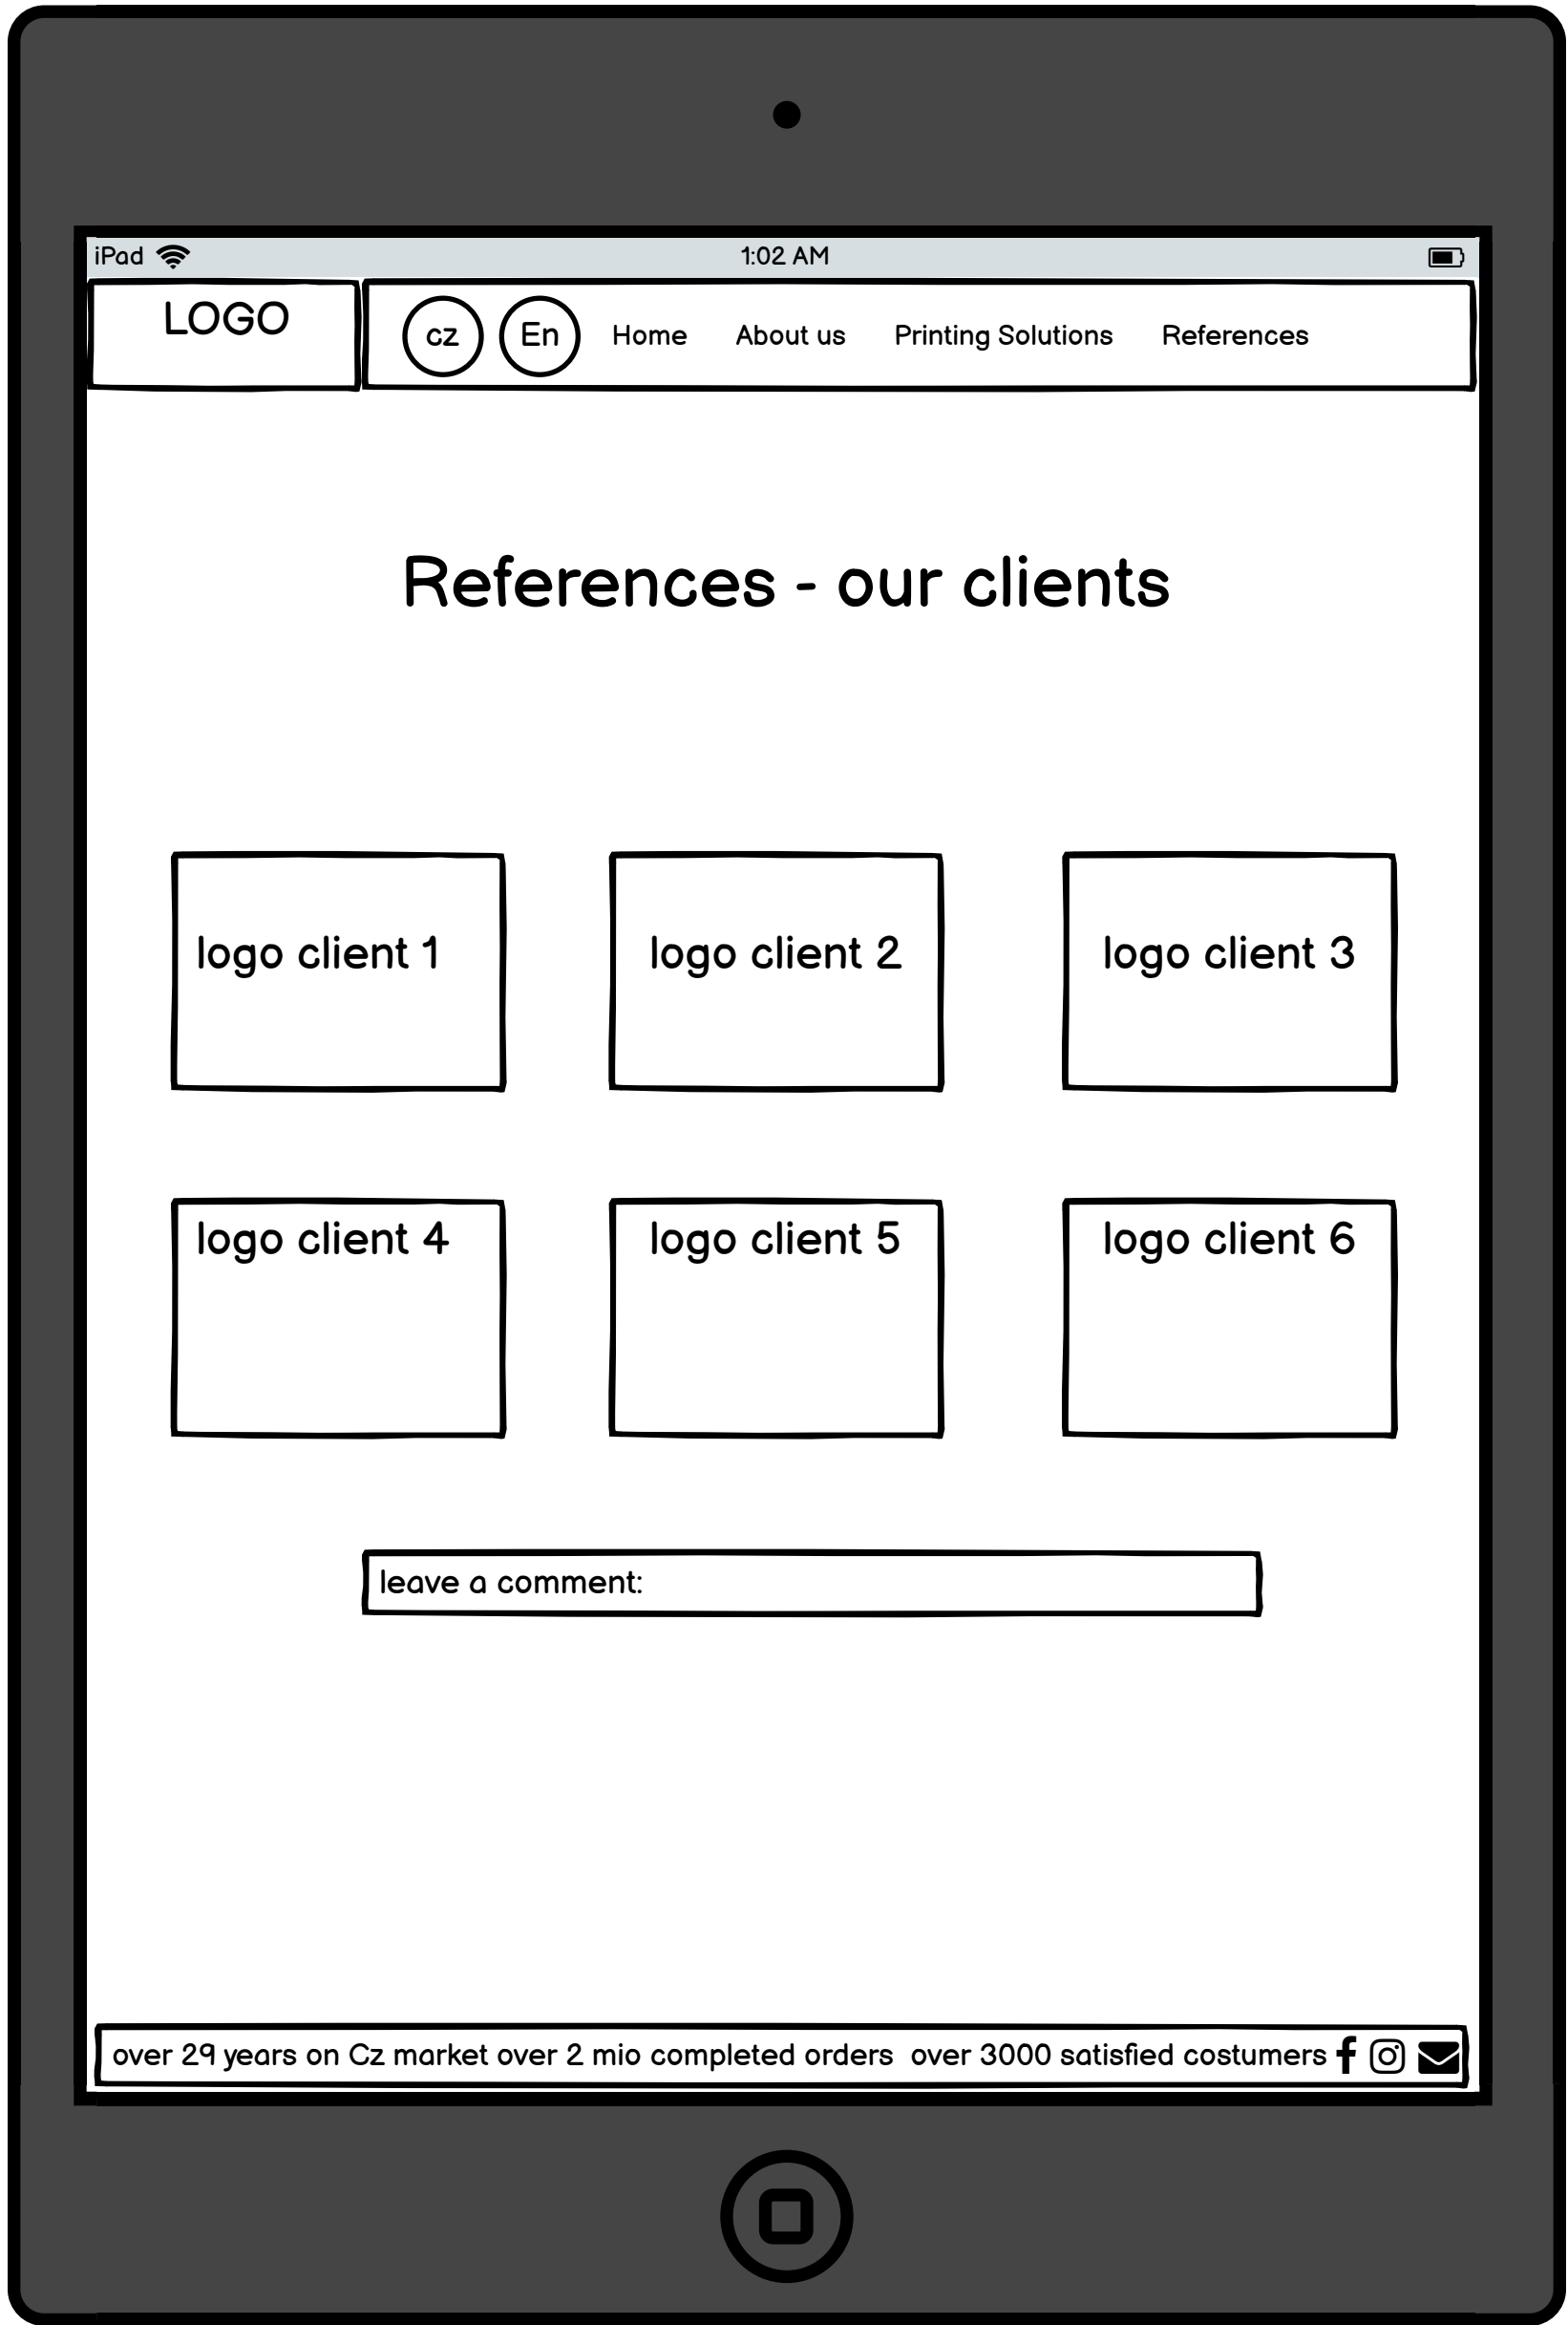 iPad 1:02 AM
LOGO cz En Home About us Printing Solutions References
References - our clients
logo client 1 logo client 2 logo client 3
logo client 4 logo client 5 logo client 6
leave a comment:
over 29 years on Cz market over 2 mio completed orders over 3000 satisfied costumers